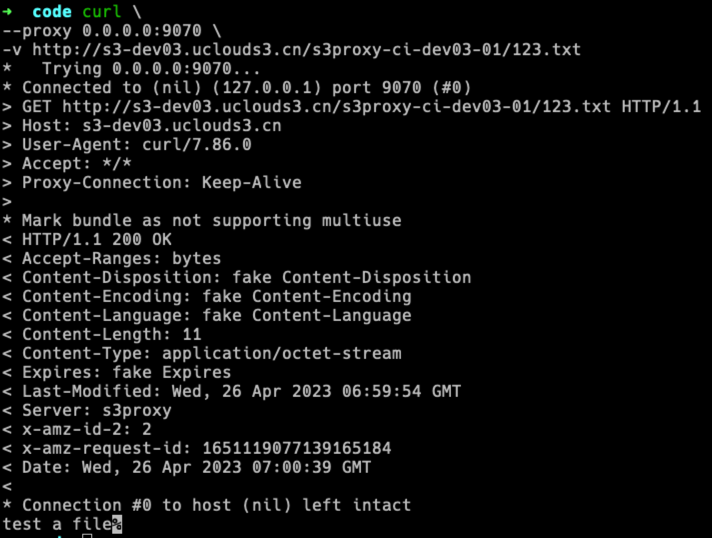 ➜  code curl \
--proxy 0.0.0.0:9070 \
-v http://s3-dev03.uclouds3.cn/s3proxy-ci-dev03-01/123.txt
*   Trying 0.0.0.0:9070...
* Connected to (nil) (127.0.0.1) port 9070 (#0)
> GET http://s3-dev03.uclouds3.cn/s3proxy-ci-dev03-01/123.txt HTTP/1.1
> Host: s3-dev03.uclouds3.cn
> User-Agent: curl/7.86.0
> Accept: */*
> Proxy-Connection: Keep-Alive
>
* Mark bundle as not supporting multiuse
< HTTP/1.1 200 OK
< Accept-Ranges: bytes
< Content-Disposition: fake Content-Disposition
< Content-Encoding: fake Content-Encoding
< Content-Language: fake Content-Language
< Content-Length: 11
< Content-Type: application/octet-stream
< Expires: fake Expires
< Last-Modified: Wed, 26 Apr 2023 06:59:54 GMT
< Server: s3proxy
< x-amz-id-2: 2
< x-amz-request-id: 1651119077139165184
< Date: Wed, 26 Apr 2023 07:00:39 GMT
<
* Connection #0 to host (nil) left intact
test a file%